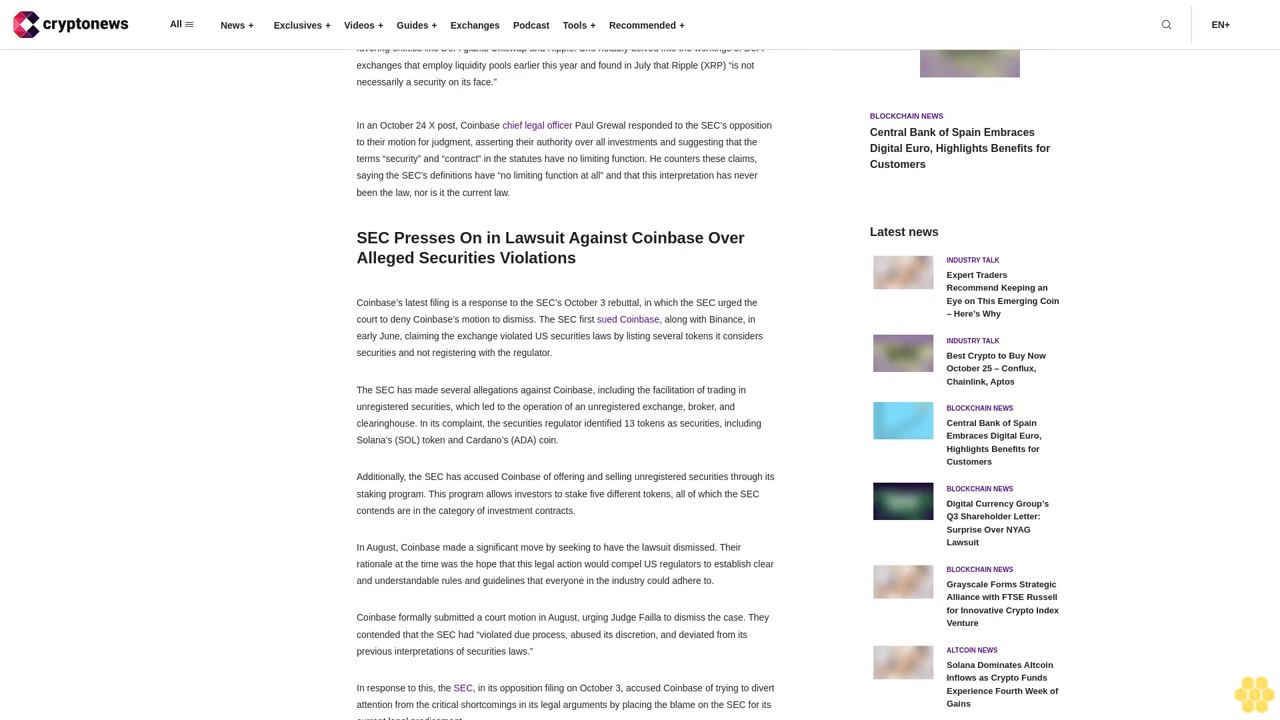 cryptonews
All
News +
Exclusives +
Videos +
Guides +
Exchanges
Podcast
Tools +
Recommended +
EN+
exchanges that employ liquidity pools earlier this year and found in July that Ripple (XRP) “is not
necessarily a security on its face.”
In an October 24 X post, Coinbase chief legal officer Paul Grewal responded to the SEC’s opposition
to their motion for judgment, asserting their authority over all investments and suggesting that the
terms “security” and “contract” in the statutes have no limiting function. He counters these claims,
saying the SEC’s definitions have “no limiting function at all” and that this interpretation has never
been the law, nor is it the current law.
SEC Presses On in Lawsuit Against Coinbase Over
Alleged Securities Violations
Coinbase’s latest filing is a response to the SEC’s October 3 rebuttal, in which the SEC urged the
court to deny Coinbase’s motion to dismiss. The SEC first sued Coinbase, along with Binance, in
early June, claiming the exchange violated US securities laws by listing several tokens it considers
securities and not registering with the regulator.
The SEC has made several allegations against Coinbase, including the facilitation of trading in
unregistered securities, which led to the operation of an unregistered exchange, broker, and
clearinghouse. In its complaint, the securities regulator identified 13 tokens as securities, including
Solana’s (SOL) token and Cardano’s (ADA) coin.
Additionally, the SEC has accused Coinbase of offering and selling unregistered securities through its
staking program. This program allows investors to stake five different tokens, all of which the SEC
contends are in the category of investment contracts.
In August, Coinbase made a significant move by seeking to have the lawsuit dismissed. Their
rationale at the time was the hope that this legal action would compel US regulators to establish clear
and understandable rules and guidelines that everyone in the industry could adhere to.
Coinbase formally submitted a court motion in August, urging Judge Failla to dismiss the case. They
contended that the SEC had “violated due process, abused its discretion, and deviated from its
previous interpretations of securities laws.”
In response to this, the SEC, in its opposition filing on October 3, accused Coinbase of trying to divert
attention from the critical shortcomings in its legal arguments by placing the blame on the SEC for its
BLOCKCHAIN NEWS
Central Bank of Spain Embraces
Digital Euro, Highlights Benefits for
Customers
Latest news
INDUSTRY TALK
Expert Traders
Recommend Keeping an
Eye on This Emerging Coin
– Here’s Why
INDUSTRY TALK
Best Crypto to Buy Now
October 25 – Conflux,
Chainlink, Aptos
BLOCKCHAIN NEWS
Central Bank of Spain
Embraces Digital Euro,
Highlights Benefits for
Customers
BLOCKCHAIN NEWS
Digital Currency Group’s
Q3 Shareholder Letter:
Surprise Over NYAG
Lawsuit
BLOCKCHAIN NEWS
Grayscale Forms Strategic
Alliance with FTSE Russell
for Innovative Crypto Index
Venture
ALTCOIN NEWS
Solana Dominates Altcoin
Inflows as Crypto Funds
Experience Fourth Week of
Gains